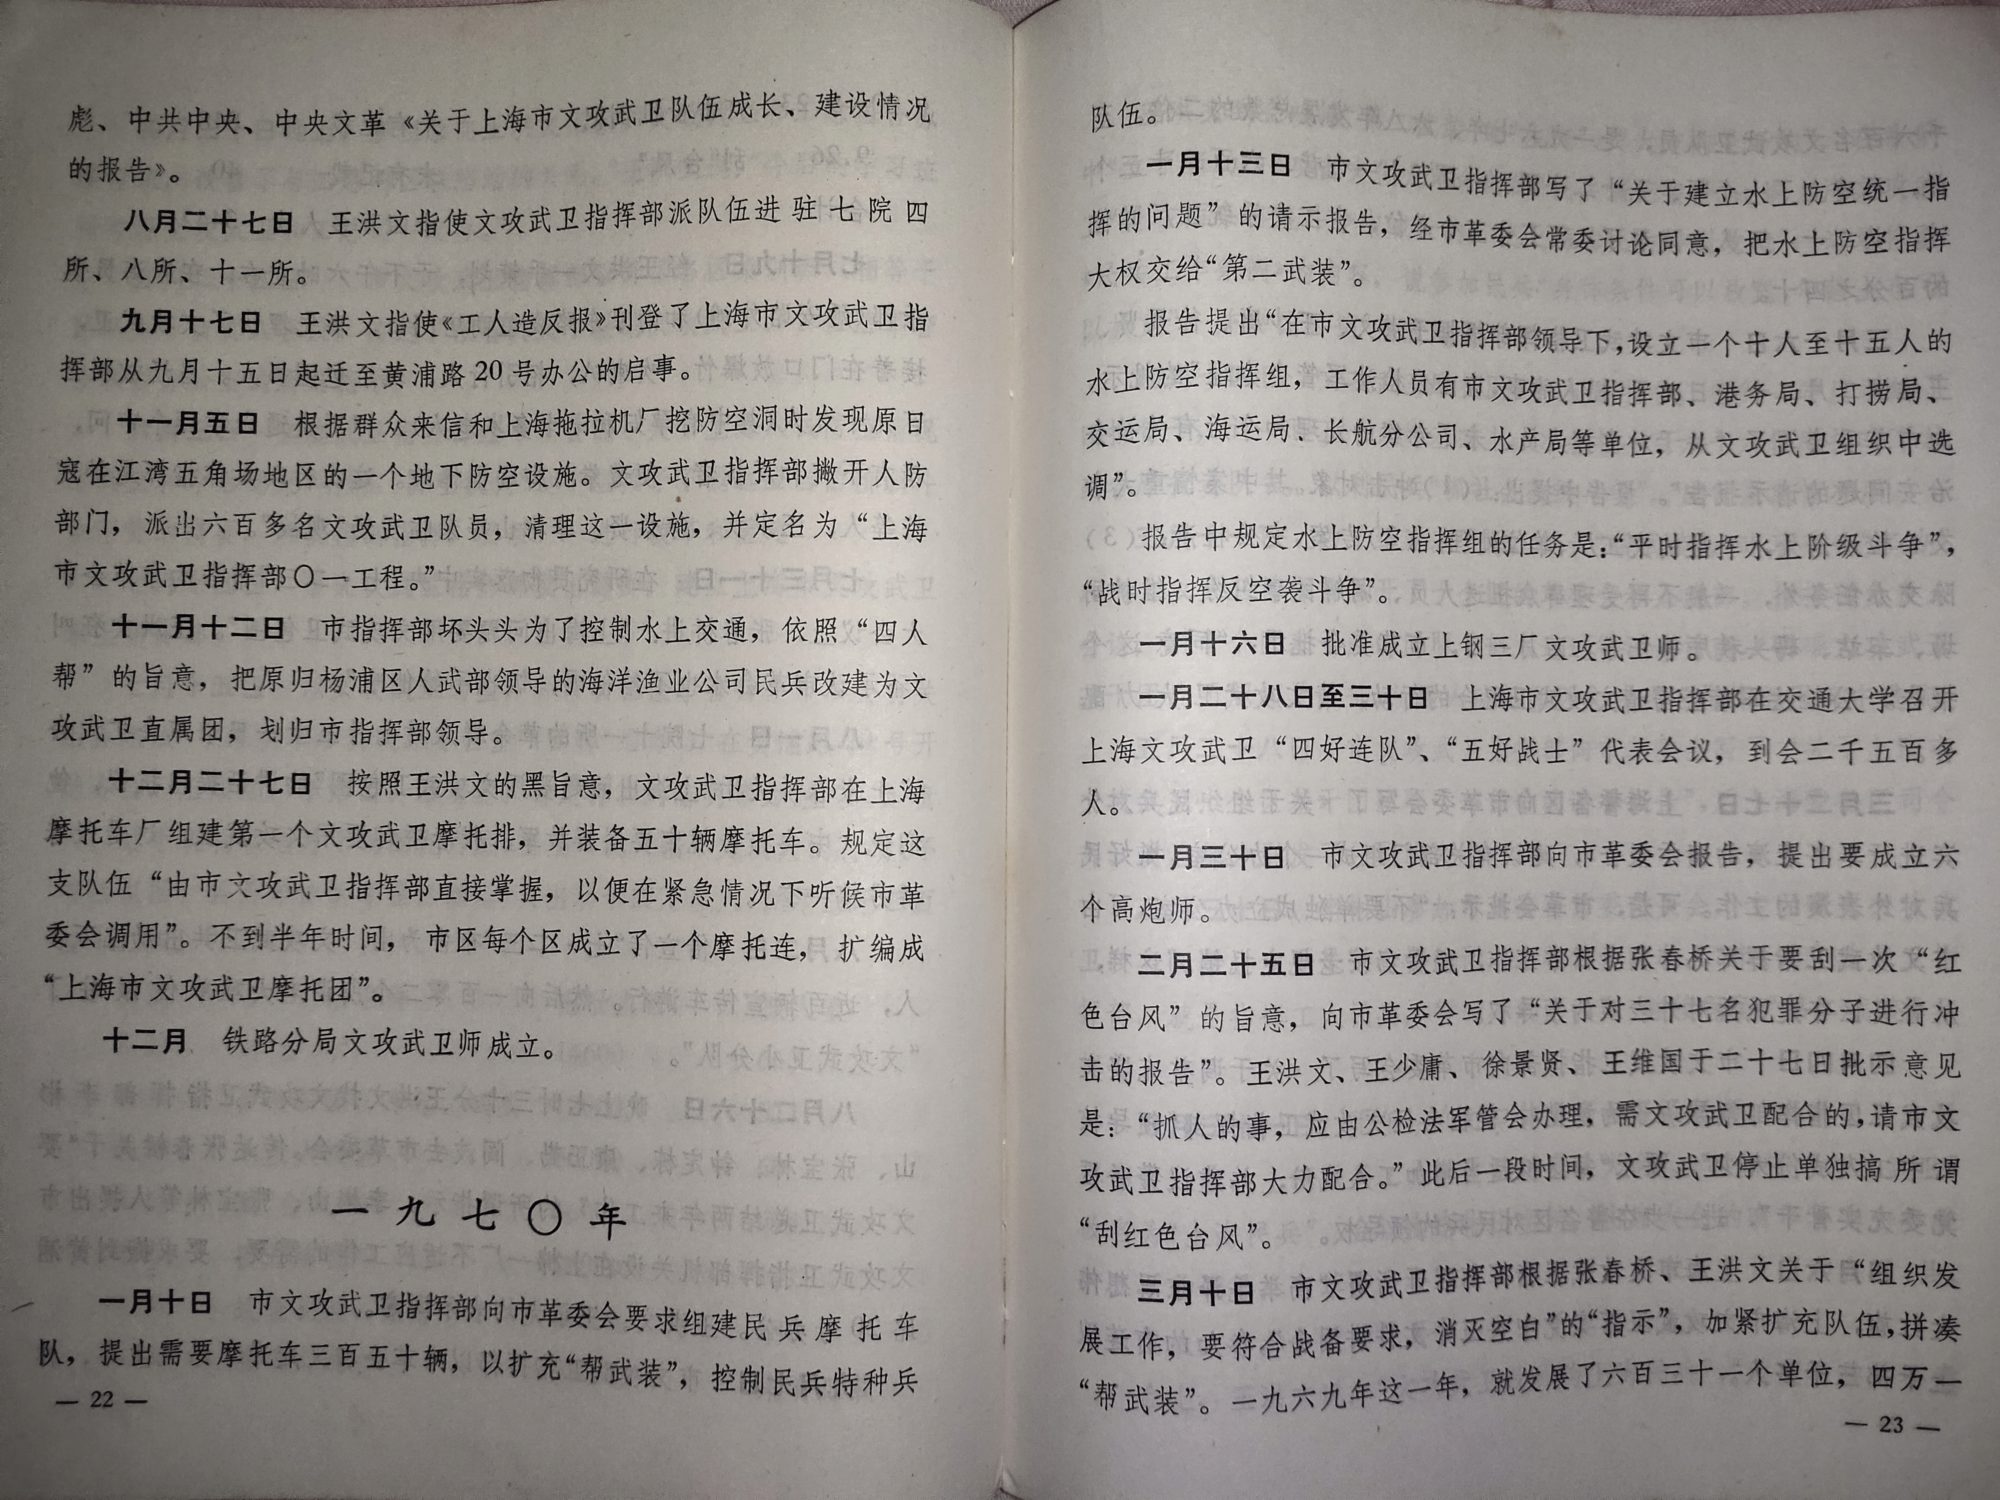 彪、中共中央、中央文革《关于上海市文攻武卫队伍成长、建设情况
的报告》。
八月二十七日　王洪文指使文攻武卫指挥部派队伍进驻七院四
所、八所、十一所。
九月十七日　王洪文指使《工人造反报》刊登了上海市文攻武卫指
挥部从九月十五日起迁至黄浦路20号办公的启事。
十一月五日　根据群众来信和上海拖拉机厂挖防空洞时发现原日
寇在江湾五角场地区的一个地下防空设施。文攻武卫指挥部撇开人防
部门，派出六百多名文攻武卫队员，清理这一设施，并定名为“上海
市文攻武卫指挥部〇一工程。”
十一月十二日　市指挥部坏头头为了控制水上交通，依照“四人
帮”的旨意，把原归杨浦区人武部领导的海洋渔业公司民兵改建为文
攻武卫直属团，划归市指挥部领导。
十二月二十七日　按照王洪文的黑旨意，文攻武卫指挥部在上海
摩托车厂组建第一个文攻武卫摩托排，并装备五十辆摩托车。规定这
支队伍“由市文攻武卫指挥部直接掌握，以便在紧急情况下听候市革
委会调用”。不到半年时间，市区每个区成立了一个摩托连，扩编成
“上海市文攻武卫摩托团”。
十二月　铁路分局文攻武卫师成立。
一九七〇年
一月十日　市文攻武卫指挥部向市革委会要求组建民兵摩托车
队，提出需要摩托车三百五十辆，以扩充“帮武装”，控制民兵特种兵
— 22 —
队伍。
一月十三日　市文攻武卫指挥部写了“关于建立水上防空统一指
挥的问题”的请示报告，经市革委会常委讨论同意，把水上防空指挥
大权交给“第二武装”。
报告提出“在市文攻武卫指挥部领导下，设立一个十人至十五人的
水上防空指挥组，工作人员有市文攻武卫指挥部、港务局、打捞局、
交运局、海运局、长航分公司、水产局等单位，从文攻武卫组织中选
调”。
报告中规定水上防空指挥组的任务是：“平时指挥水上阶级斗争”，
“战时指挥反空袭斗争”。
一月十六日　批准成立上钢三厂文攻武卫师。
一月二十八日至三十日　上海市文攻武卫指挥部在交通大学召开
上海文攻武卫“四好连队”、“五好战士”代表会议，到会二千五百多
人。
一月三十日　市文攻武卫指挥部向市革委会报告，提出要成立六
个高炮师。
二月二十五日　市文攻武卫指挥部根据张春桥关于要刮一次“红
色台风”的旨意，向市革委会写了“关于对三十七名犯罪分子进行冲
击的报告”。王洪文、王少庸、徐景贤、王维国于二十七日批示意见
是：“抓人的事，应由公检法军管会办理，需文攻武卫配合的，请市文
攻武卫指挥部大力配合。”此后一段时间，文攻武卫停止单独搞所谓
“刮红色台风”。
三月十日　市文攻武卫指挥部根据张春桥、王洪文关于“组织发
展工作，要符合战备要求，消灭空白”的“指示”，加紧扩充队伍，拼凑
“帮武装”。一九六九年这一年，就发展了六百三十一个单位，四万一
— 23 —